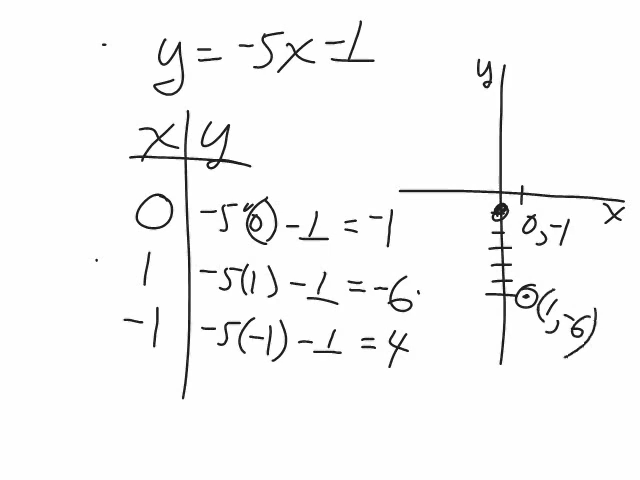 y = -5x - 1
x y
0 -5(0) - 1 = -1
1 -5(1) - 1 = -6
-1 -5(-1) - 1 = 4
y
x
0, -1
(1, -6)